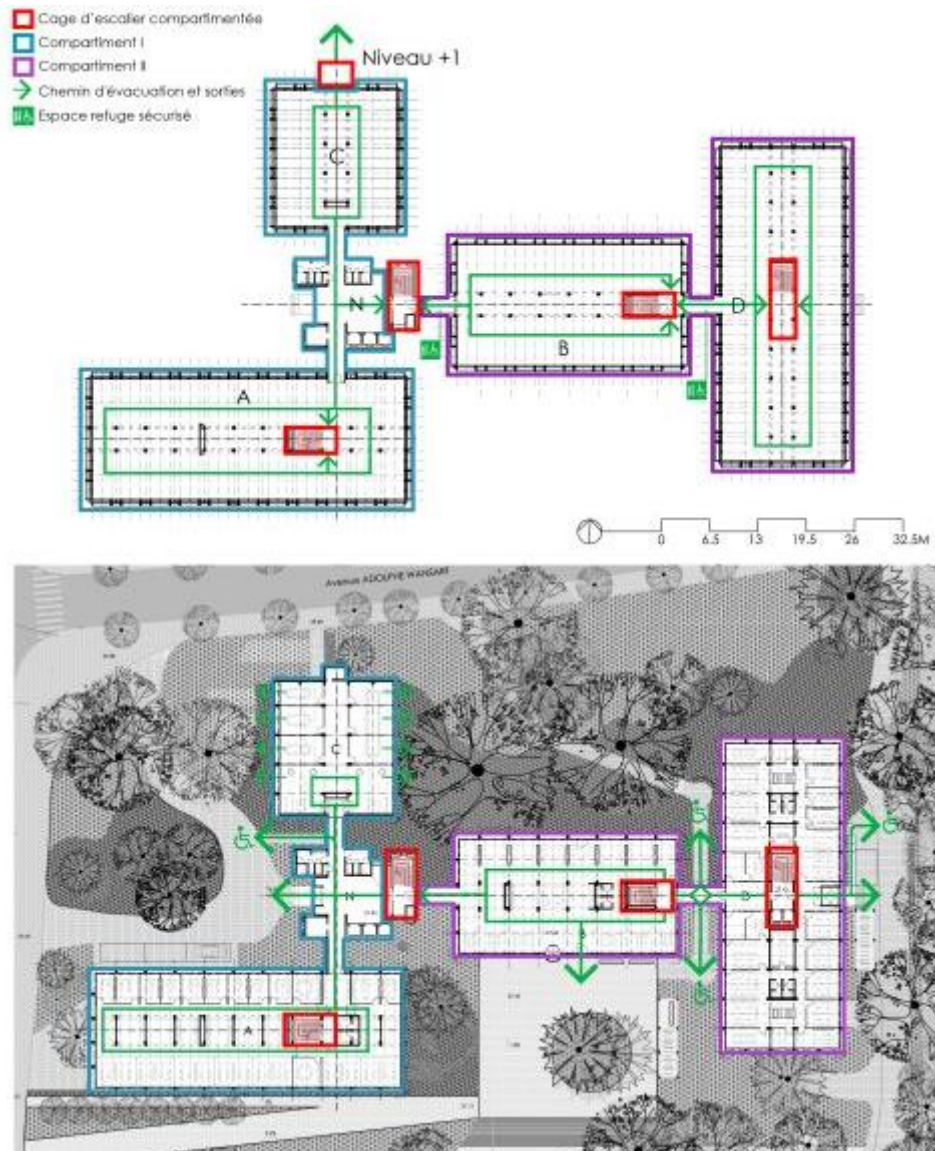 Cage d'escalier compartimentée
Compartiment I
Compartiment II
Chemin d'évacuation et sorties
Espace refuge sécurisé
Niveau +1
C
N
B
D
A
0 6.5 13 19.5 26 32.5M
Avenue ADOLPHE WANSART
C
N
D
A